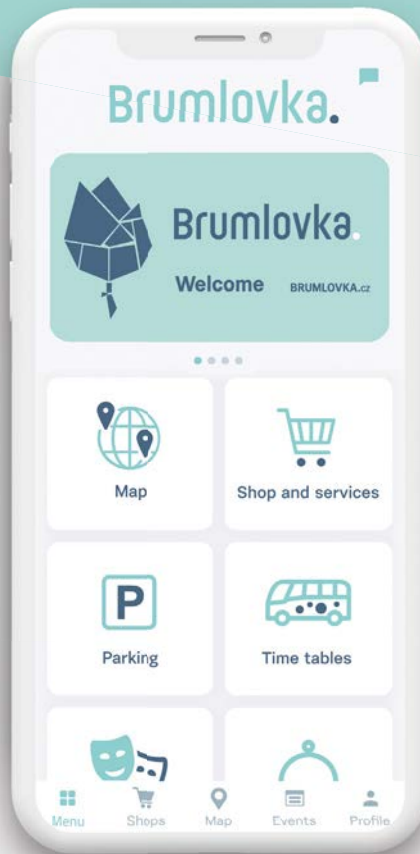 Brumlovka.
Brumlovka.
Welcome BRUMLOVKA.cz
Map
Shop and services
P
Parking
Time tables
Menu Shops Map Events Profile